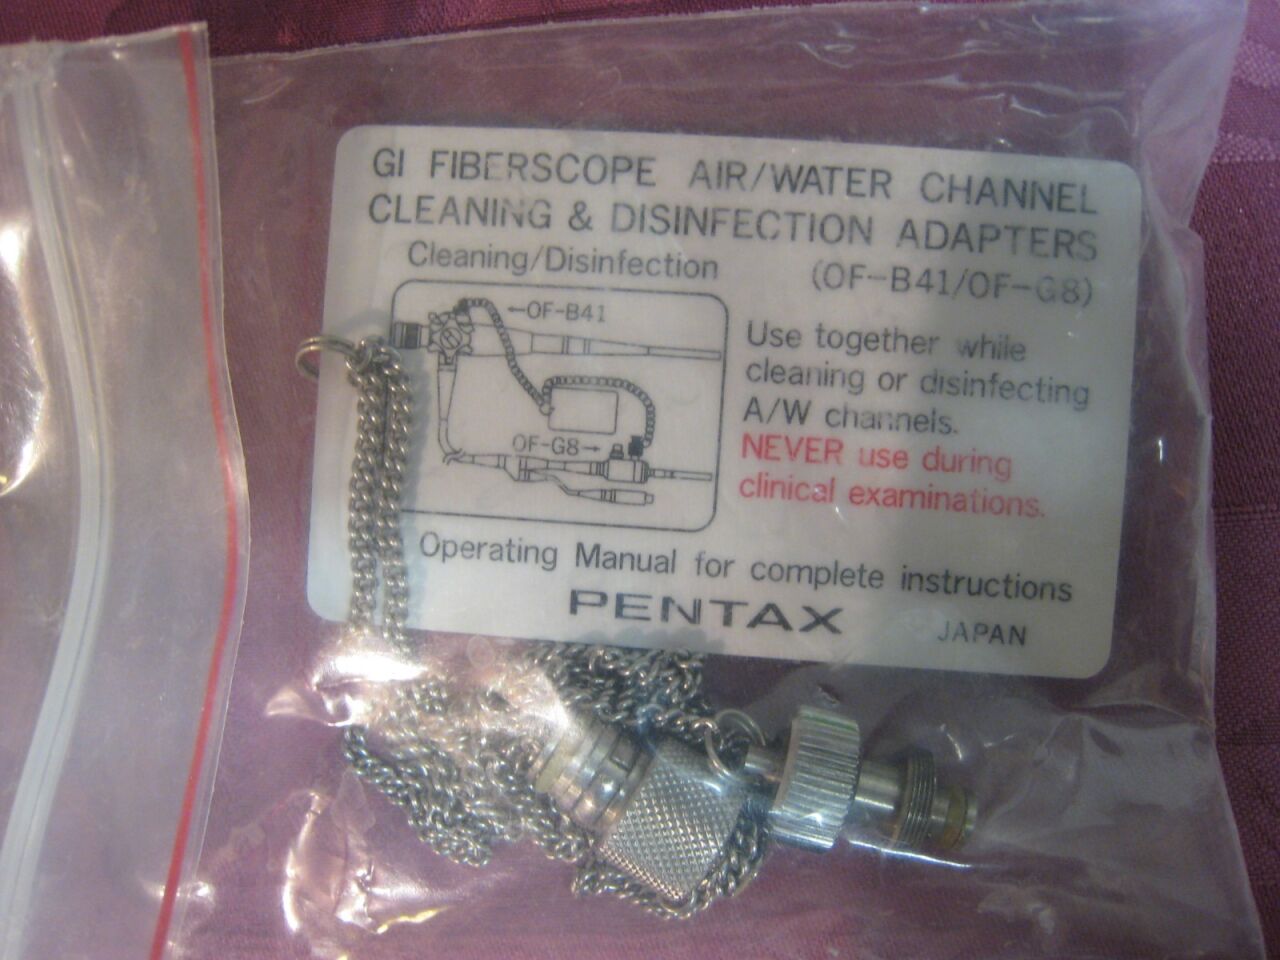 GI FIBERSCOPE AIR/WATER CHANNEL
CLEANING & DISINFECTION ADAPTERS
Cleaning/Disinfection
(OF-B41/OF-G8)
←OF-B41
OF-G8→
Use together while
cleaning or disinfecting
A/W channels.
NEVER use during
clinical examinations.
Operating Manual for complete instructions
PENTAX
JAPAN